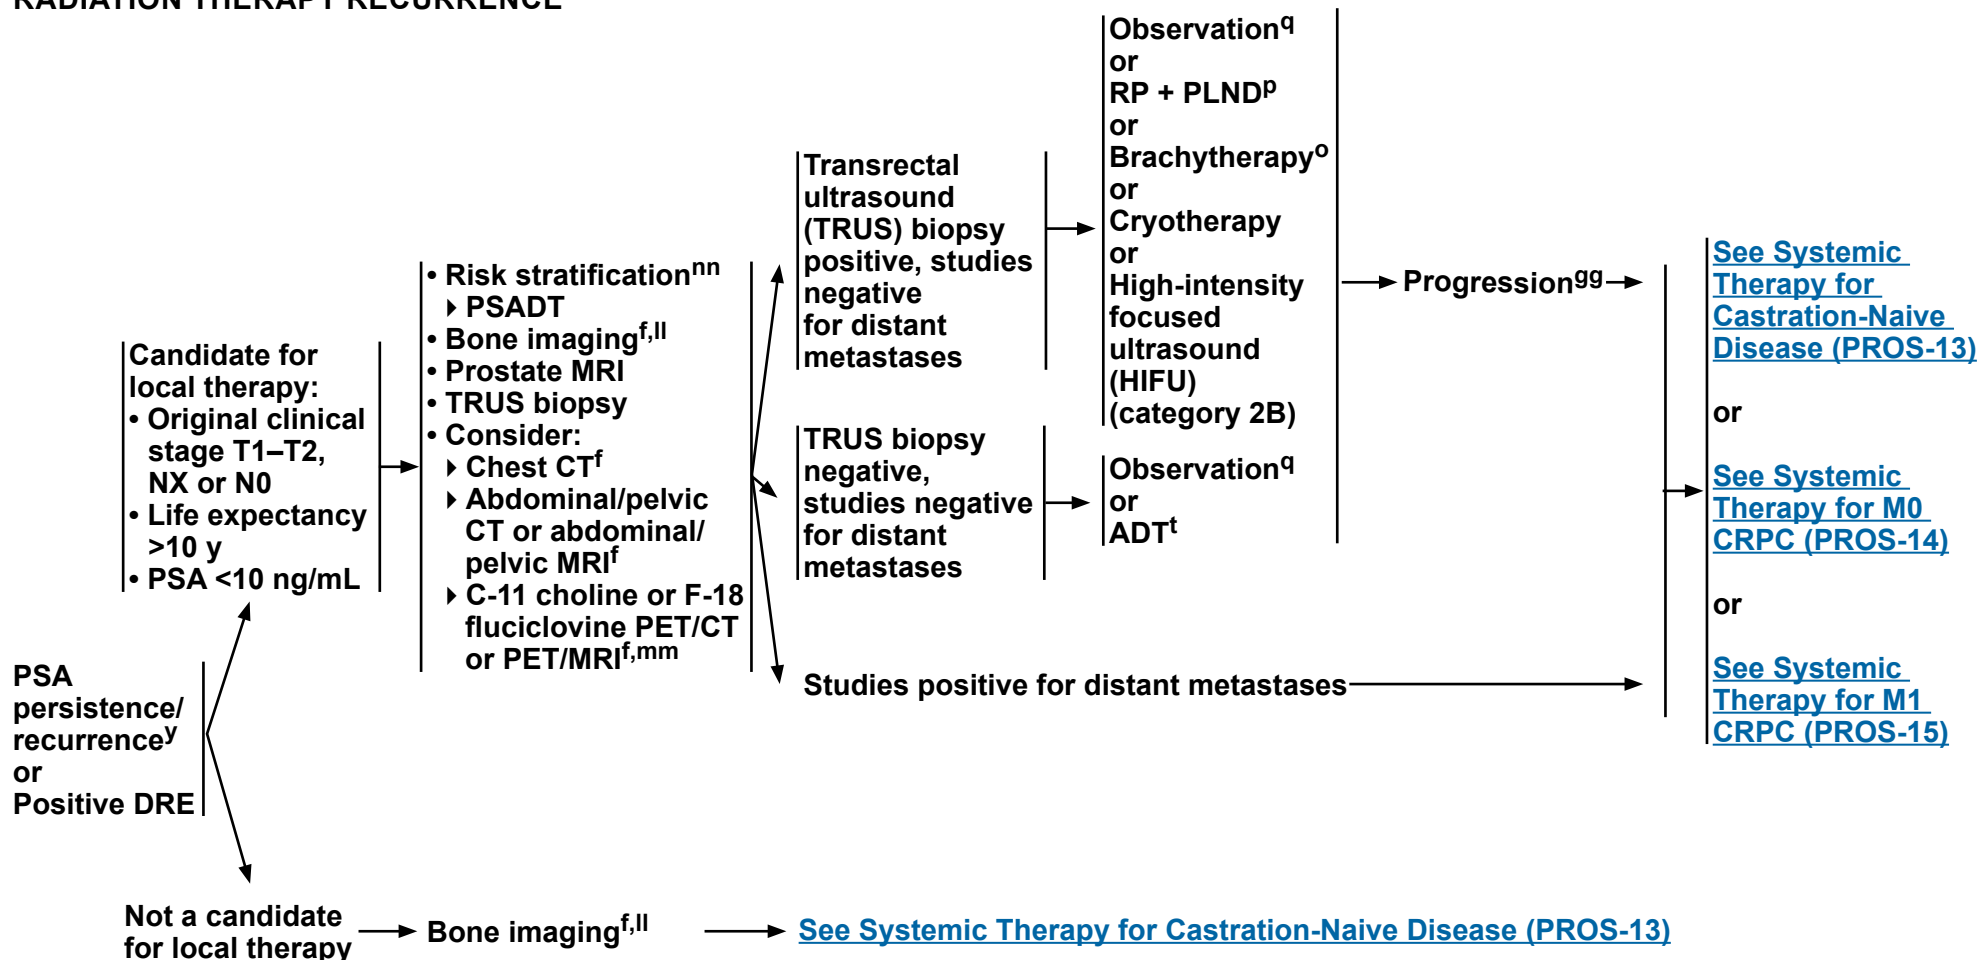 RADIATION THERAPY RECURRENCE
PSA
persistence/
recurrencey
or
Positive DRE
Candidate for
local therapy:
• Original clinical
stage T1–T2,
NX or N0
• Life expectancy
>10 y
• PSA <10 ng/mL
• Risk stratificationnn
▸ PSADT
• Bone imagingf,ll
• Prostate MRI
• TRUS biopsy
• Consider:
▸ Chest CTf
▸ Abdominal/pelvic
CT or abdominal/
pelvic MRIf
▸ C-11 choline or F-18
fluciclovine PET/CT
or PET/MRIf,mm
Transrectal
ultrasound
(TRUS) biopsy
positive, studies
negative
for distant
metastases
Observationq
or
RP + PLNDp
or
Brachytherapyo
or
Cryotherapy
or
High-intensity
focused
ultrasound
(HIFU)
(category 2B)
TRUS biopsy
negative,
studies negative
for distant
metastases
Observationq
or
ADTt
Studies positive for distant metastases
Progressiongg
See Systemic
Therapy for
Castration-Naive
Disease (PROS-13)
or
See Systemic
Therapy for M0
CRPC (PROS-14)
or
See Systemic
Therapy for M1
CRPC (PROS-15)
Not a candidate
for local therapy
Bone imagingf,ll
See Systemic Therapy for Castration-Naive Disease (PROS-13)